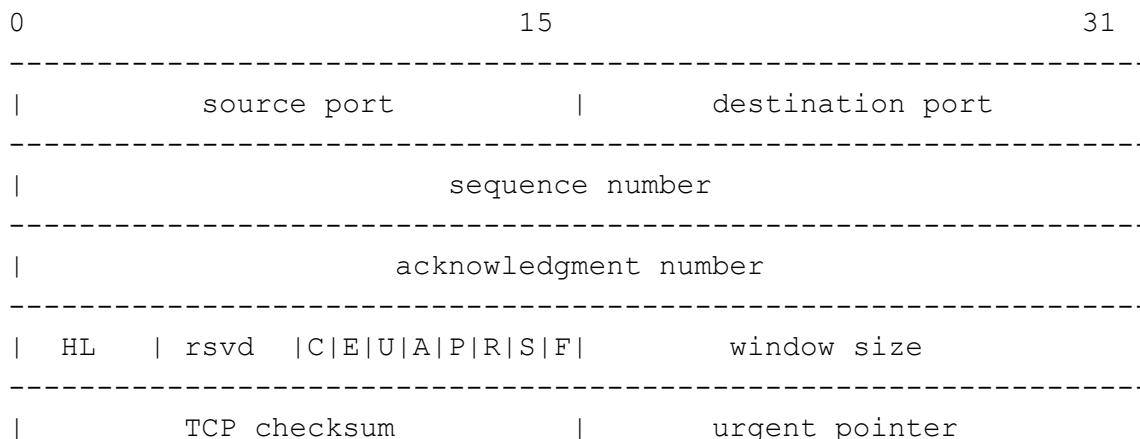 0                            15                              31
-----------------------------------------------------------------
|          source port          |       destination port
-----------------------------------------------------------------
|                        sequence number
-----------------------------------------------------------------
|                     acknowledgment number
-----------------------------------------------------------------
|  HL   | rsvd  |C|E|U|A|P|R|S|F|        window size
-----------------------------------------------------------------
|         TCP checksum          |       urgent pointer